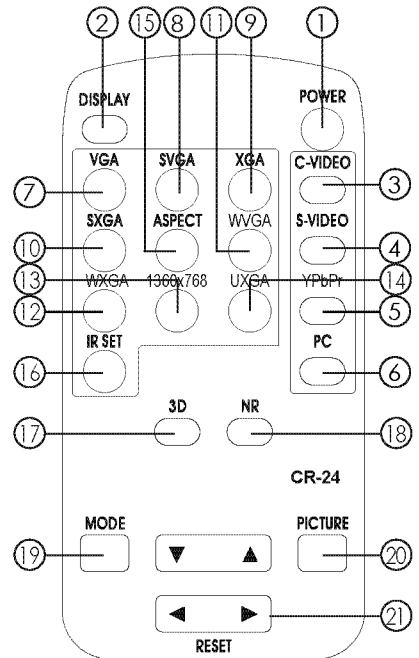 ② ⑮ ⑧ ⑪ ⑨ ①
DISPLAY POWER
VGA SVGA XGA C-VIDEO
⑦ ③
SXGA ASPECT WVGA S-VIDEO
⑩ ④
⑬ WXGA 1360x768 UXGA YPbPr ⑭
⑫ ⑤
IR SET PC
⑯ ⑥
3D NR
⑰ ⑱
CR-24
MODE PICTURE
⑲ ▼ ▲ ⑳
◀ ▶ ㉑
RESET